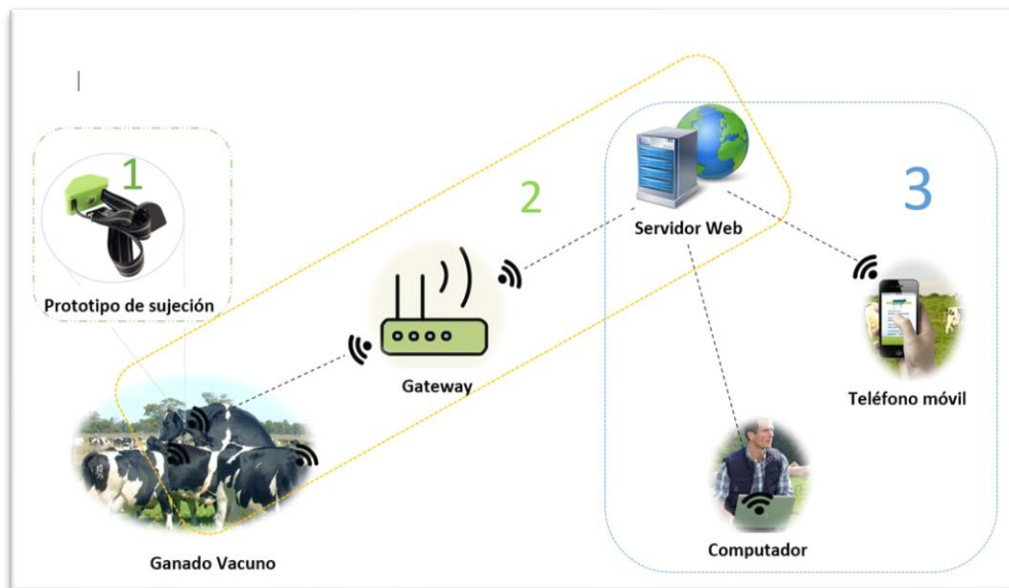 1
Prototipo de sujeción
2
3
Servidor Web
Gateway
Teléfono móvil
Ganado Vacuno
Computador